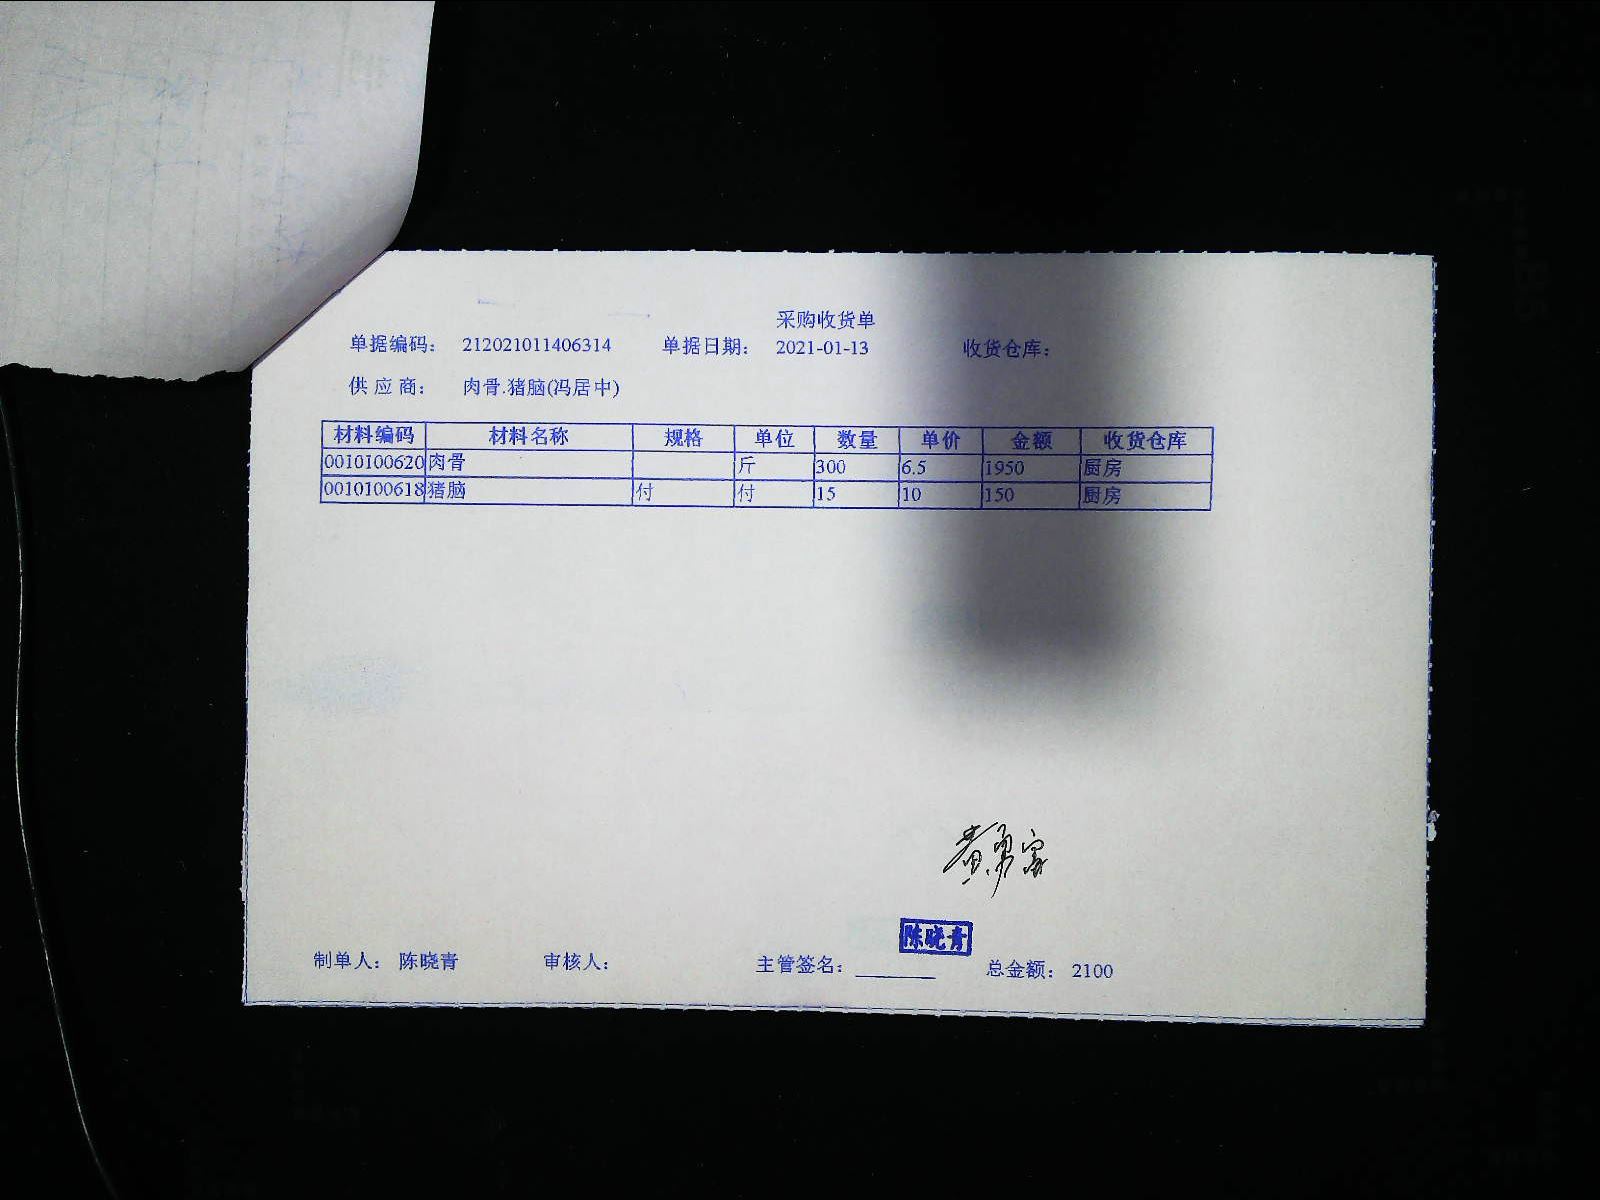 采购收货单
单据编码： 212021011406314 单据日期： 2021-01-13 收货仓库：
供应商： 肉骨.猪脑(冯居中)
材料编码 材料名称 规格 单位 数量 单价 金额 收货仓库
0010100620 肉骨 斤 300 6.5 1950 厨房
0010100618 猪脑 付 付 15 10 150 厨房
陈晓青
制单人： 陈晓青 审核人： 主管签名： 总金额： 2100